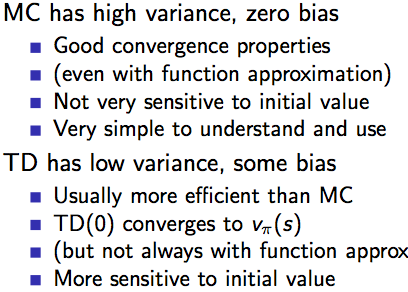 MC has high variance, zero bias
Good convergence properties
(even with function approximation)
Not very sensitive to initial value
Very simple to understand and use
TD has low variance, some bias
Usually more efficient than MC
TD(0) converges to vπ(s)
(but not always with function approx
More sensitive to initial value